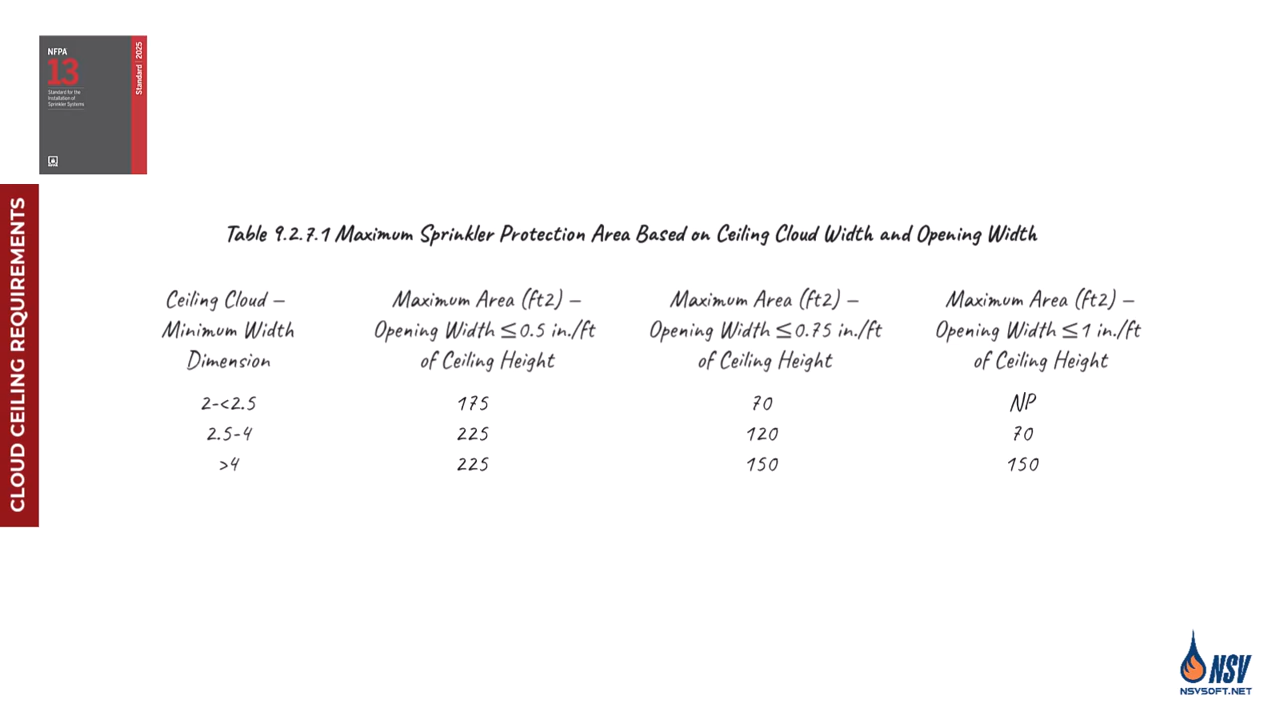 NFPA
13
Standard for the
Installation of
Sprinkler Systems
Standard | 2025
NFPA
CLOUD CEILING REQUIREMENTS
Table 9.2.7.1 Maximum Sprinkler Protection Area Based on Ceiling Cloud Width and Opening Width
Ceiling Cloud – Minimum Width Dimension
Maximum Area (ft2) – Opening Width ≤0.5 in./ft of Ceiling Height
Maximum Area (ft2) – Opening Width ≤0.75 in./ft of Ceiling Height
Maximum Area (ft2) – Opening Width ≤1 in./ft of Ceiling Height
2-<2.5 175 70 NP
2.5-4 225 120 70
>4 225 150 150
NSV
NSVSOFT.NET